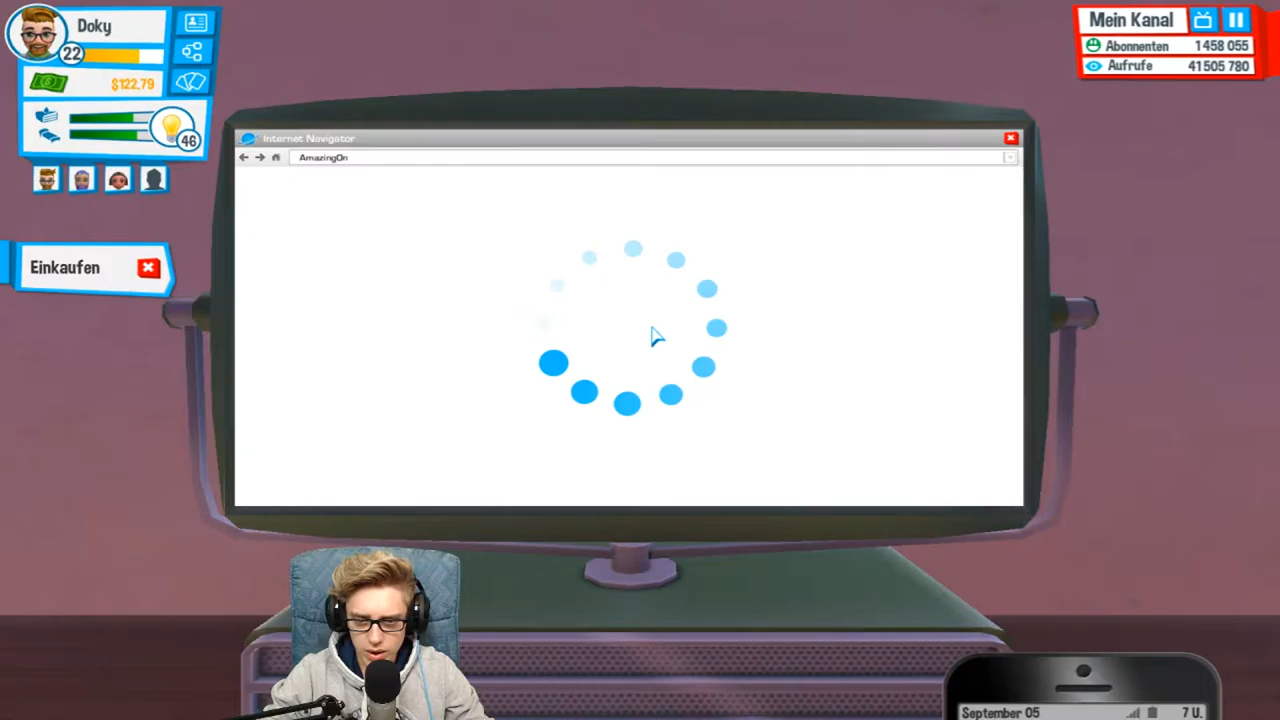 Doky
22
$122,79
46
Einkaufen
Mein Kanal
Abonnenten 1 458 055
Aufrufe 41 505 780
Internet Navigator
AmazingOn
September 05
7 U.